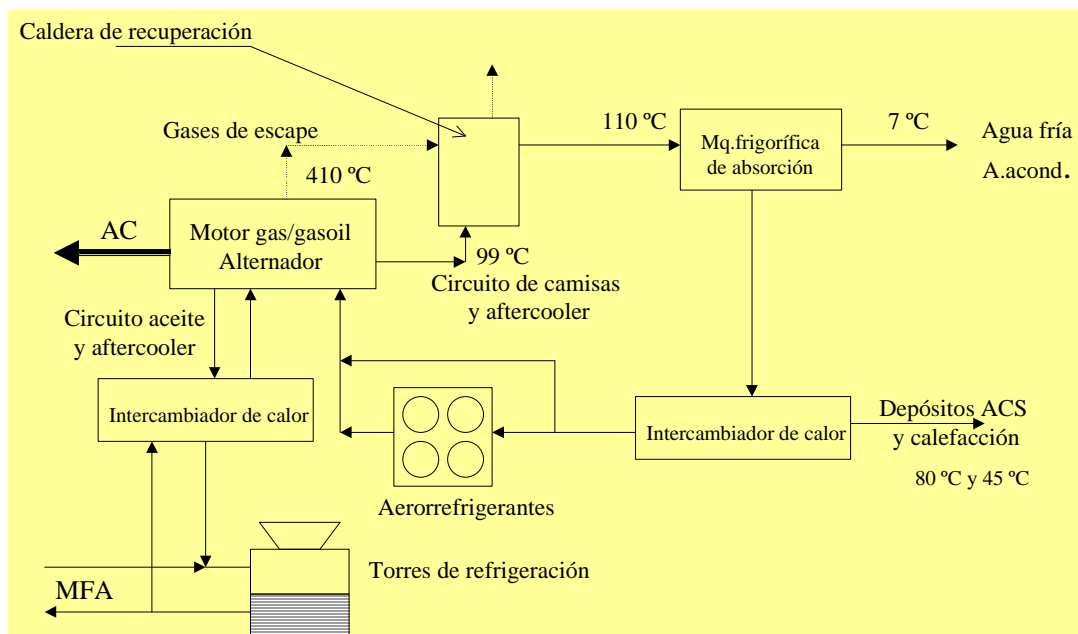 Caldera de recuperación
Gases de escape
410 ºC
110 ºC
7 ºC
Agua fría
A.acond.
Mq.frigorífica
de absorción
AC
Motor gas/gasoil
Alternador
99 ºC
Circuito de camisas
y aftercooler
Circuito aceite
y aftercooler
Intercambiador de calor
Aerorrefrigerantes
Intercambiador de calor
Depósitos ACS
y calefacción
80 ºC y 45 ºC
Torres de refrigeración
MFA